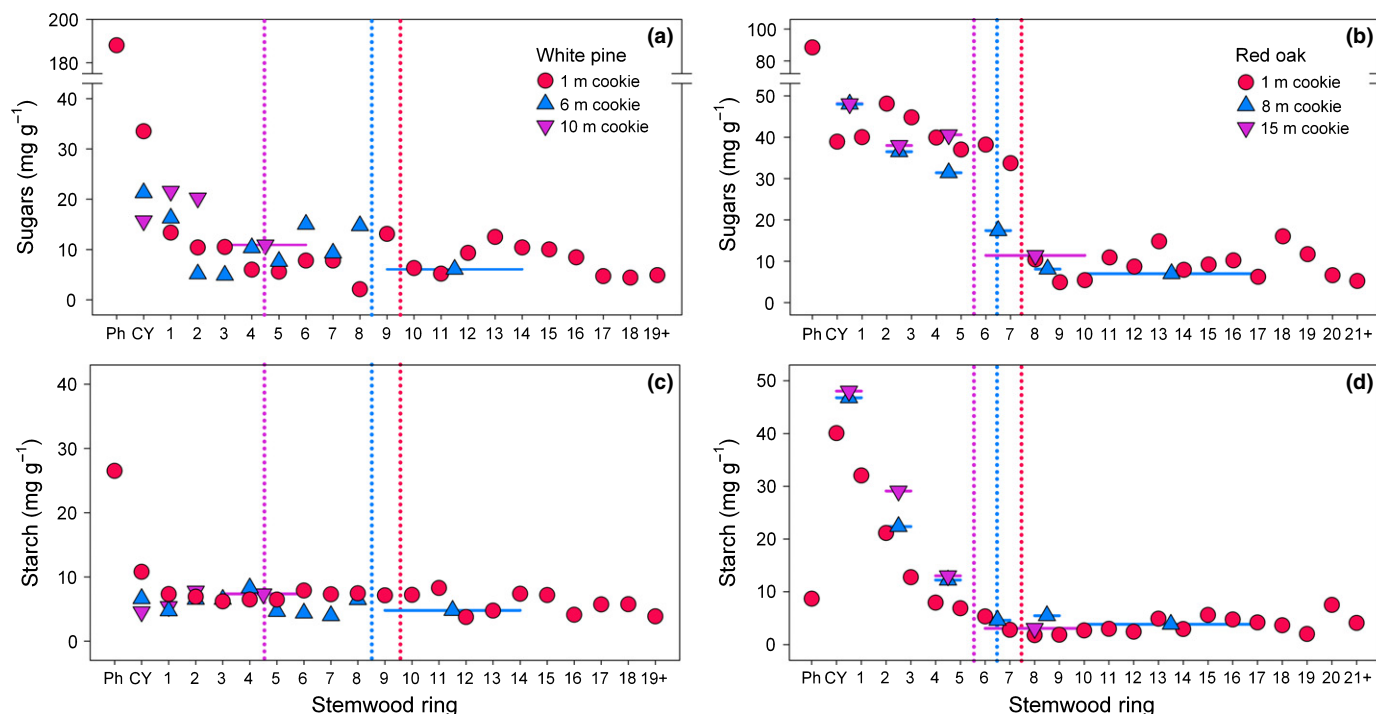 (a)
White pine
1 m cookie
6 m cookie
10 m cookie
Sugars (mg g⁻¹)
200
180
40
30
20
10
0
Ph CY 1 2 3 4 5 6 7 8 9 10 11 12 13 14 15 16 17 18 19+
(b)
Red oak
1 m cookie
8 m cookie
15 m cookie
Sugars (mg g⁻¹)
100
80
50
40
30
20
10
0
Ph CY 1 2 3 4 5 6 7 8 9 10 11 12 13 14 15 16 17 18 19 20 21+
(c)
Starch (mg g⁻¹)
40
30
20
10
0
Ph CY 1 2 3 4 5 6 7 8 9 10 11 12 13 14 15 16 17 18 19+
Stemwood ring
(d)
Starch (mg g⁻¹)
50
40
30
20
10
0
Ph CY 1 2 3 4 5 6 7 8 9 10 11 12 13 14 15 16 17 18 19 20 21+
Stemwood ring